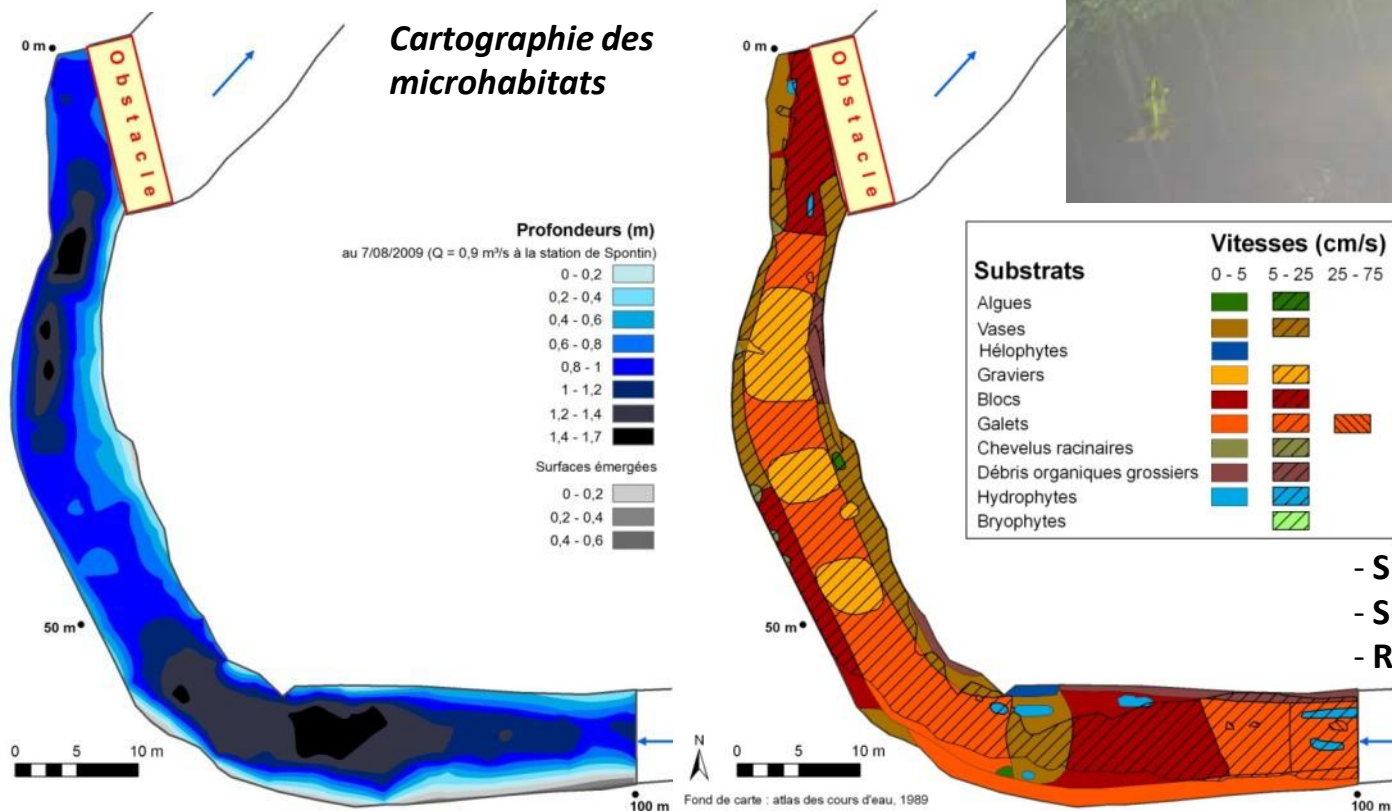 Cartographie des
microhabitats
0 m
Obstacle
Profondeurs (m)
au 7/08/2009 (Q = 0,9 m³/s à la station de Spontin)
0 - 0,2
0,2 - 0,4
0,4 - 0,6
0,6 - 0,8
0,8 - 1
1 - 1,2
1,2 - 1,4
1,4 - 1,7
Surfaces émergées
0 - 0,2
0,2 - 0,4
0,4 - 0,6
50 m
0 5 10 m
100 m
0 m
Obstacle
Vitesses (cm/s)
Substrats 0 - 5 5 - 25 25 - 75
Algues
Vases
Hélophytes
Graviers
Blocs
Galets
Chevelus racinaires
Débris organiques grossiers
Hydrophytes
Bryophytes
- S
- S
- R
50 m
N
0 5 10 m
Fond de carte : atlas des cours d'eau, 1989
100 m